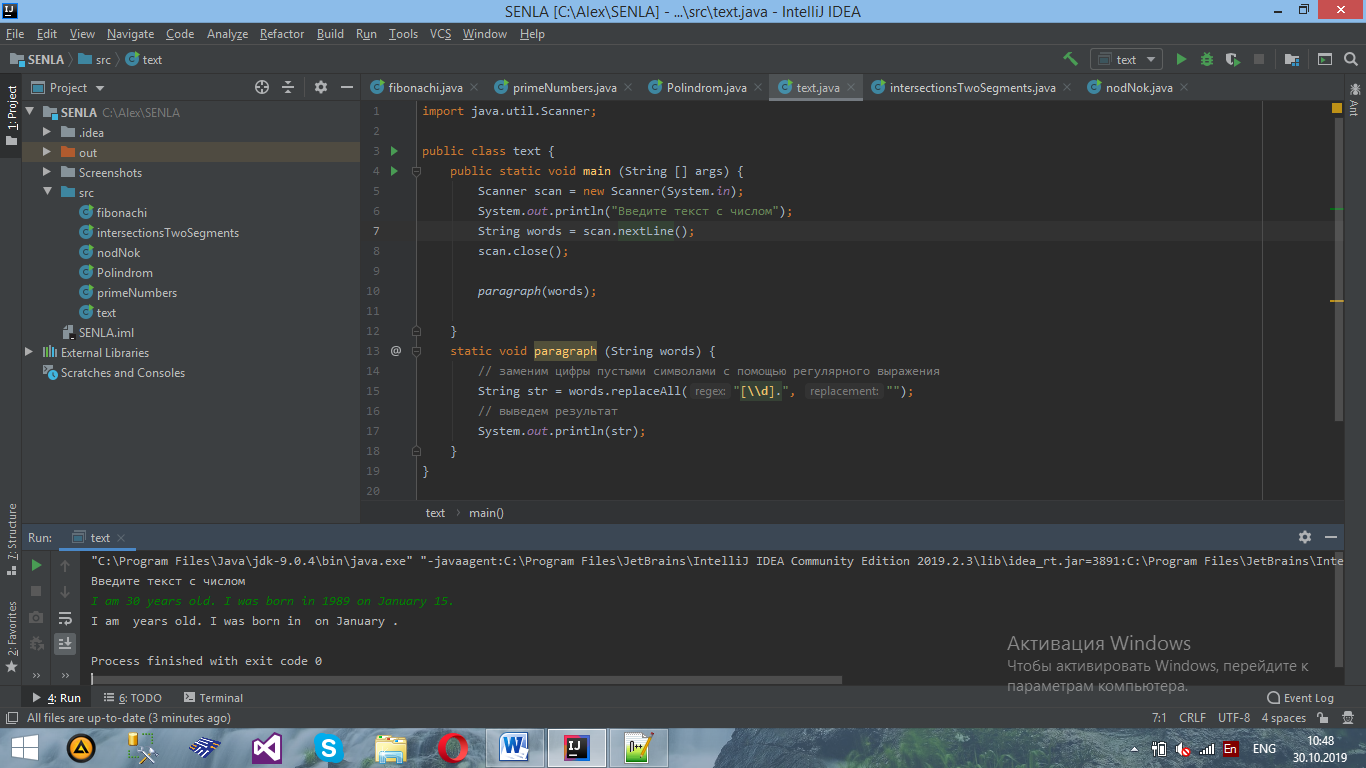 SENLA [C:\Alex\SENLA] - ...\src\text.java - IntelliJ IDEA
File Edit View Navigate Code Analyze Refactor Build Run Tools VCS Window Help
SENLA src text
text
1: Project
Project
SENLA C:\Alex\SENLA
.idea
out
Screenshots
src
fibonachi
intersectionsTwoSegments
nodNok
Polindrom
primeNumbers
text
SENLA.iml
External Libraries
Scratches and Consoles
fibonachi.java primeNumbers.java Polindrom.java text.java intersectionsTwoSegments.java nodNok.java
Ant
1 import java.util.Scanner;
2
3 public class text {
4 public static void main (String [] args) {
5 Scanner scan = new Scanner(System.in);
6 System.out.println("Введите текст с числом");
7 String words = scan.nextLine();
8 scan.close();
9
10 paragraph(words);
11
12 }
13 @ static void paragraph (String words) {
14 // заменим цифры пустыми символами с помощью регулярного выражения
15 String str = words.replaceAll( regex: "[\\d].", replacement: "");
16 // выведем результат
17 System.out.println(str);
18 }
19 }
20
text main()
7: Structure
2: Favorites
Run: text
"C:\Program Files\Java\jdk-9.0.4\bin\java.exe" "-javaagent:C:\Program Files\JetBrains\IntelliJ IDEA Community Edition 2019.2.3\lib\idea_rt.jar=3891:C:\Program Files\JetBrains\Inte
Введите текст с числом
I am 30 years old. I was born in 1989 on January 15.
I am  years old. I was born in  on January .
Process finished with exit code 0
Активация Windows
Чтобы активировать Windows, перейдите к
параметрам компьютера.
4: Run 6: TODO Terminal Event Log
All files are up-to-date (3 minutes ago) 7:1 CRLF UTF-8 4 spaces
En ENG 10:48
30.10.2019